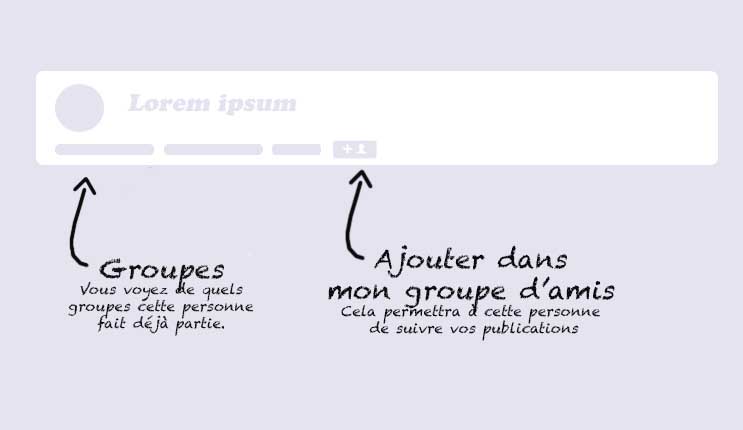 Lorem ipsum
Groupes
Vous voyez de quels
groupes cette personne
fait déjà partie.
Ajouter dans
mon groupe d'amis
Cela permettra à cette personne
de suivre vos publications